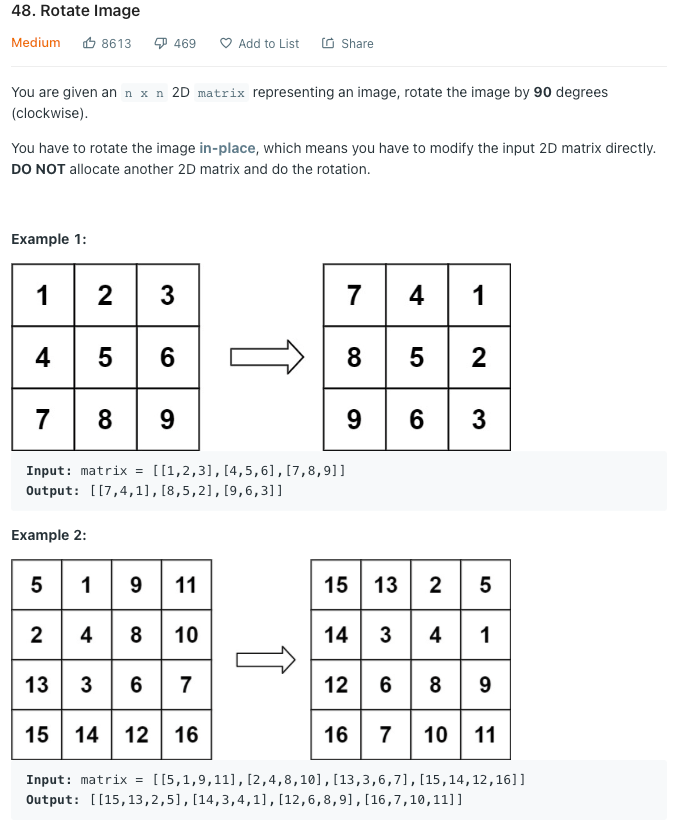 48. Rotate Image
Medium 8613 469 Add to List Share
You are given an n x n 2D matrix representing an image, rotate the image by 90 degrees
(clockwise).
You have to rotate the image in-place, which means you have to modify the input 2D matrix directly.
DO NOT allocate another 2D matrix and do the rotation.
Example 1:
1 2 3 7 4 1
4 5 6 8 5 2
7 8 9 9 6 3
Input: matrix = [[1,2,3],[4,5,6],[7,8,9]]
Output: [[7,4,1],[8,5,2],[9,6,3]]
Example 2:
5 1 9 11 15 13 2 5
2 4 8 10 14 3 4 1
13 3 6 7 12 6 8 9
15 14 12 16 16 7 10 11
Input: matrix = [[5,1,9,11],[2,4,8,10],[13,3,6,7],[15,14,12,16]]
Output: [[15,13,2,5],[14,3,4,1],[12,6,8,9],[16,7,10,11]]